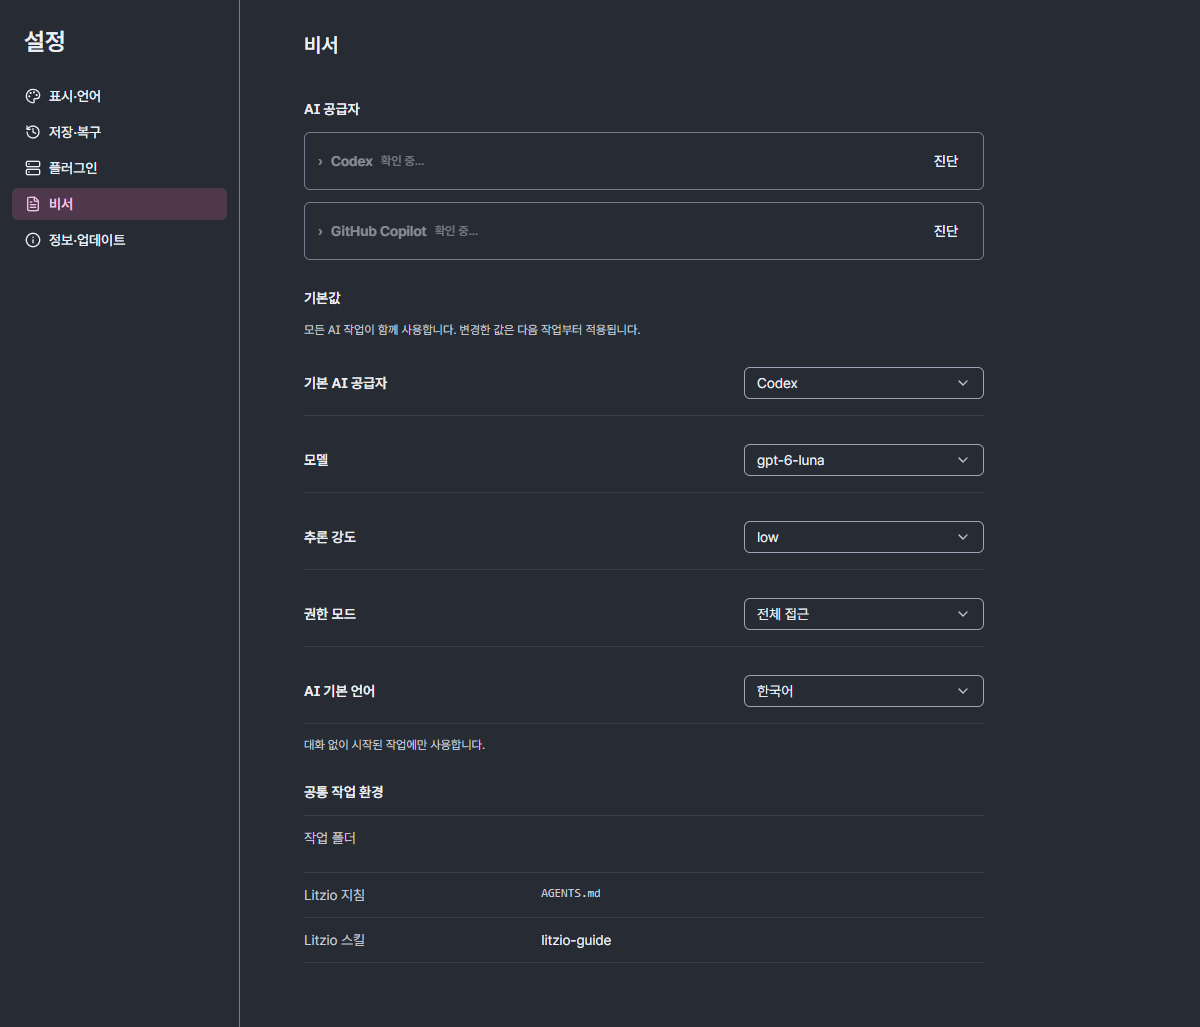 설정
표시·언어
저장·복구
플러그인
비서
정보·업데이트
비서
AI 공급자
› Codex 확인 중... 진단
› GitHub Copilot 확인 중... 진단
기본값
모든 AI 작업이 함께 사용합니다. 변경한 값은 다음 작업부터 적용됩니다.
기본 AI 공급자 Codex
모델 gpt-6-luna
추론 강도 low
권한 모드 전체 접근
AI 기본 언어 한국어
대화 없이 시작된 작업에만 사용합니다.
공통 작업 환경
작업 폴더
Litzio 지침 AGENTS.md
Litzio 스킬 litzio-guide